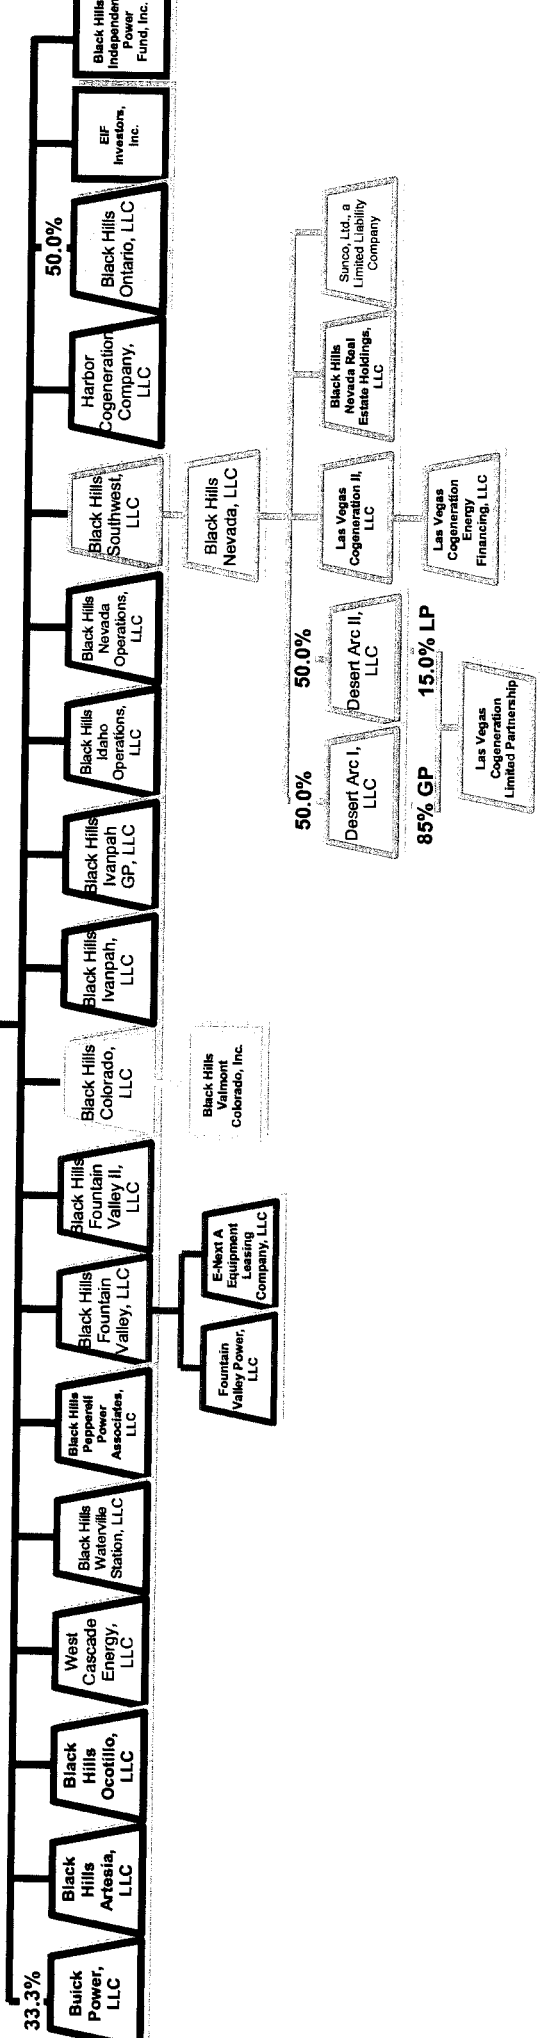 33.3%
Buick
Power,
LLC
Black
Hills
Artesia,
LLC
Black
Hills
Ocotillo,
LLC
West
Cascade
Energy,
LLC
Black Hills
Waterville
Station, LLC
Black Hills
Pepperell
Power
Associates,
LLC
Black Hills
Fountain
Valley, LLC
Black Hills
Fountain
Valley II,
LLC
Black Hills
Colorado,
LLC
Black Hills
Ivanpah,
LLC
Black Hills
Ivanpah
GP, LLC
Black Hills
Idaho
Operations,
LLC
Black Hills
Nevada
Operations,
LLC
Black Hills
Southwest,
LLC
Harbor
Cogeneration
Company,
LLC
50.0%
Black Hills
Ontario, LLC
EIF
Investors,
Inc.
Black Hills
Independen
Power
Fund, Inc.
Fountain
Valley Power,
LLC
E-Next A
Equipment
Leasing
Company, LLC
Black Hills
Valmont
Colorado, Inc.
Black Hills
Nevada, LLC
50.0%
Desert Arc I,
LLC
50.0%
Desert Arc II,
LLC
Las Vegas
Cogeneration II,
LLC
Black Hills
Nevada Real
Estate Holdings,
LLC
Sunco, Ltd., a
Limited Liability
Company
85% GP
15.0% LP
Las Vegas
Cogeneration
Limited Partnership
Las Vegas
Cogeneration
Energy
Financing, LLC